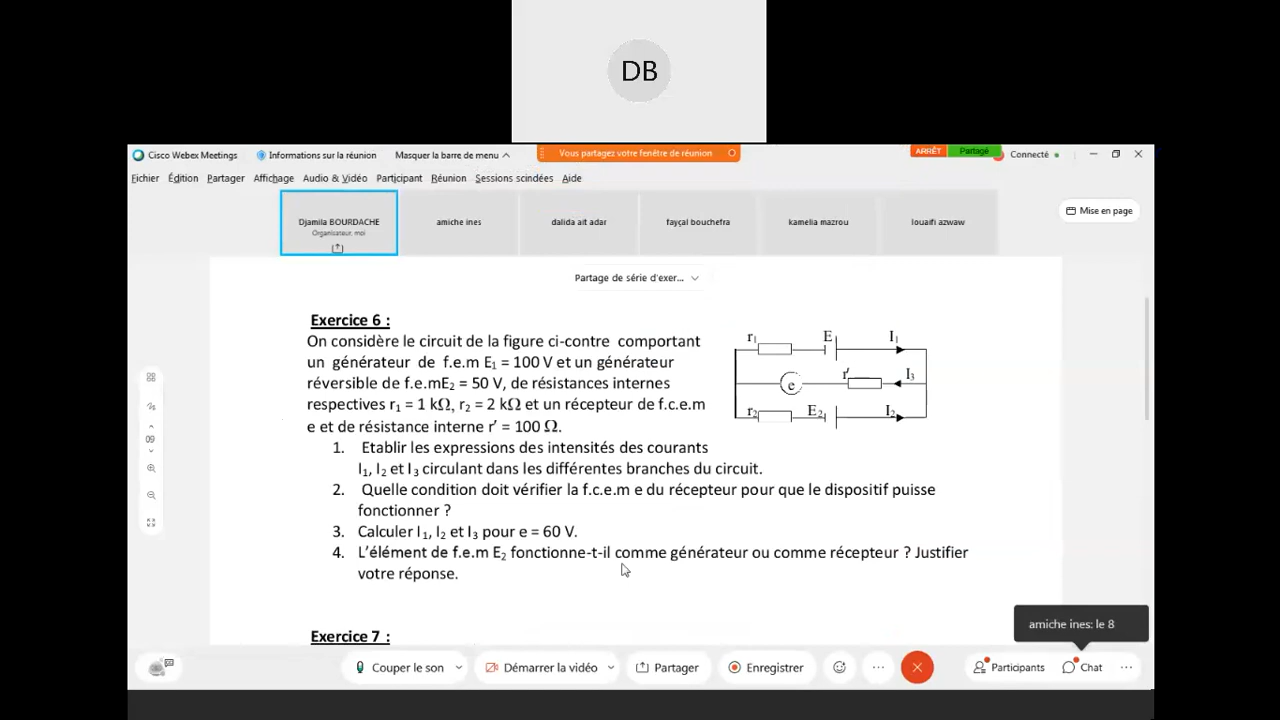 DB
Cisco Webex Meetings
Informations sur la réunion
Masquer la barre de menu
Vous partagez votre fenêtre de réunion
ARRÊT
Partagé
Connecté
Fichier Édition Partager Affichage Audio & Vidéo Participant Réunion Sessions scindées Aide
Djamila BOURDACHE
Organisateur, moi
amiche ines
dalida ait adar
fayçal bouchefra
kamelia mazrou
louaifi azwaw
Mise en page
Partage de série d'exer...
Exercice 6 :
On considère le circuit de la figure ci-contre comportant
un générateur de f.e.m E₁ = 100 V et un générateur
réversible de f.e.mE₂ = 50 V, de résistances internes
respectives r₁ = 1 kΩ, r₂ = 2 kΩ et un récepteur de f.c.e.m
e et de résistance interne r' = 100 Ω.
r₁ E I₁
e r' I₃
r₂ E₂ I₂
1. Etablir les expressions des intensités des courants
I₁, I₂ et I₃ circulant dans les différentes branches du circuit.
2. Quelle condition doit vérifier la f.c.e.m e du récepteur pour que le dispositif puisse
fonctionner ?
3. Calculer I₁, I₂ et I₃ pour e = 60 V.
4. L'élément de f.e.m E₂ fonctionne-t-il comme générateur ou comme récepteur ? Justifier
votre réponse.
Exercice 7 :
09
amiche ines: le 8
Couper le son
Démarrer la vidéo
Partager
Enregistrer
Participants
Chat